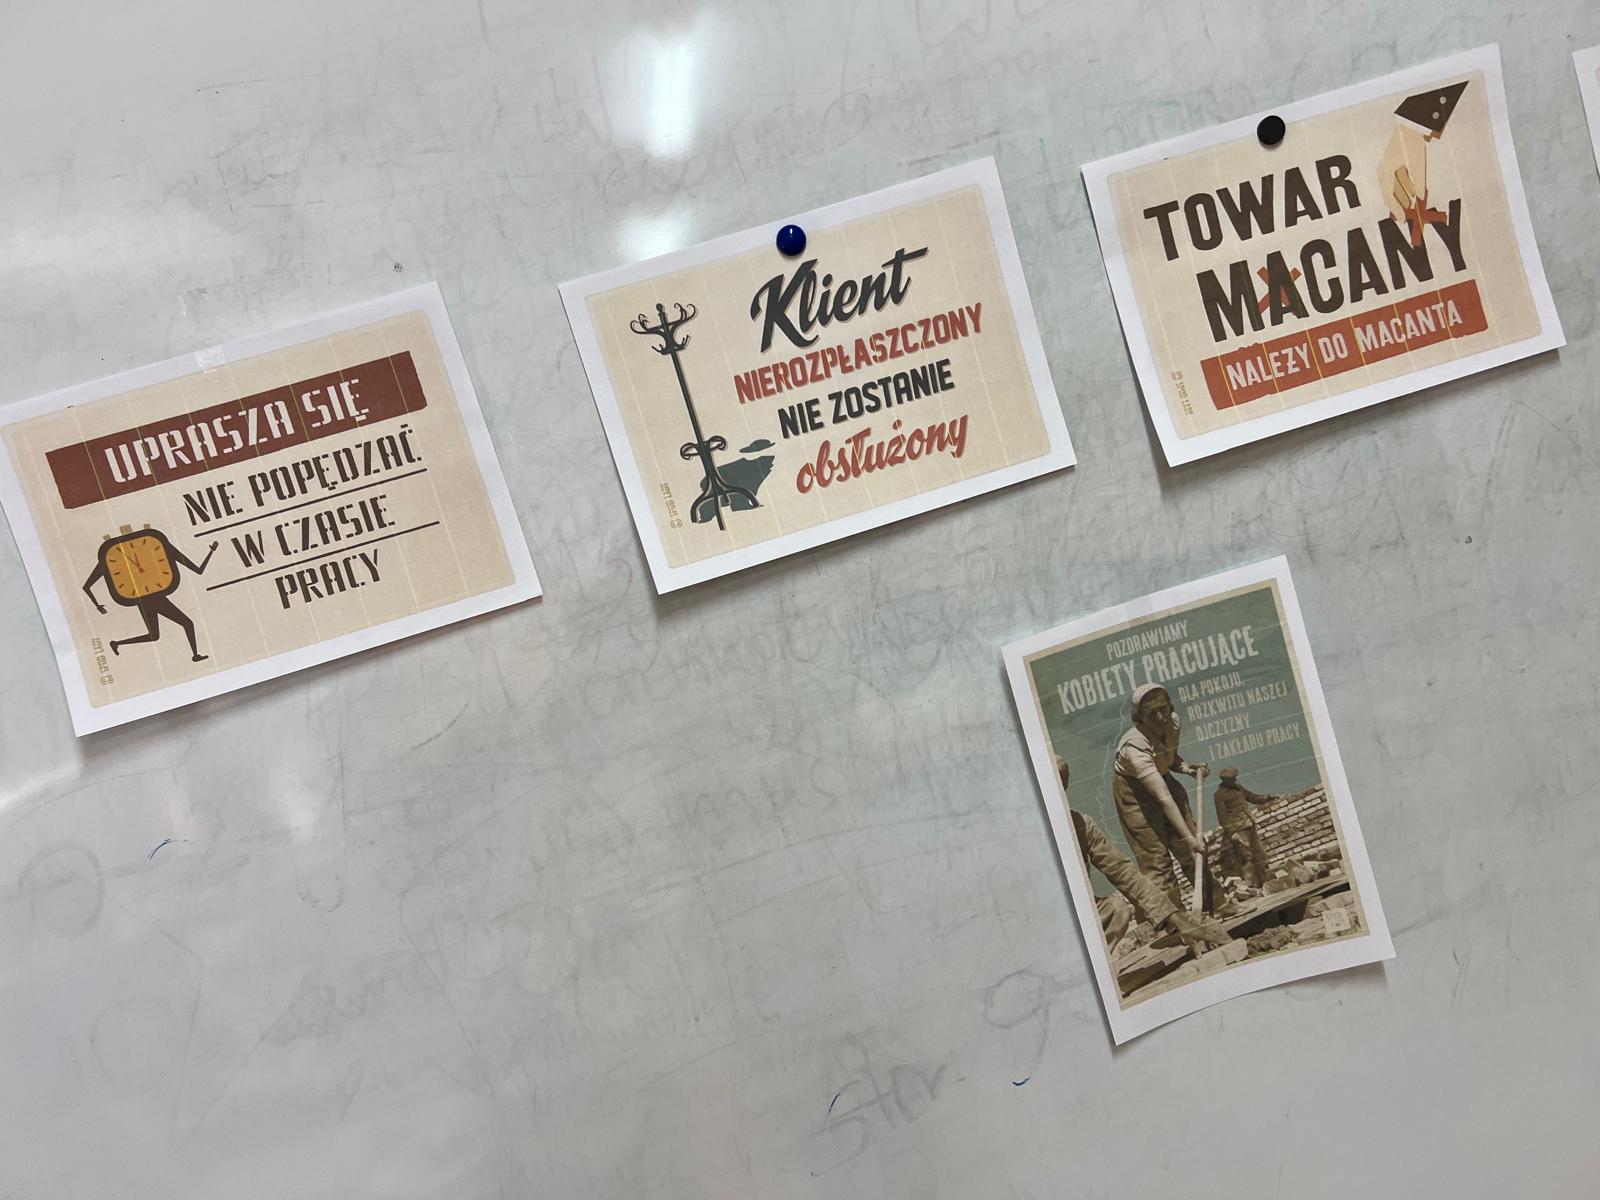 UPRASZA SIĘ
NIE POPĘDZAĆ
W CZASIE
PRACY
Klient
NIEROZPŁASZCZONY
NIE ZOSTANIE
obsłużony
TOWAR
MACANY
NALEŻY DO MACANTA
POZDRAWIAMY
KOBIETY PRACUJĄCE
DLA POKOJU,
ROZKWITU NASZEJ
OJCZYZNY
I ZAKŁADU PRACY
str.